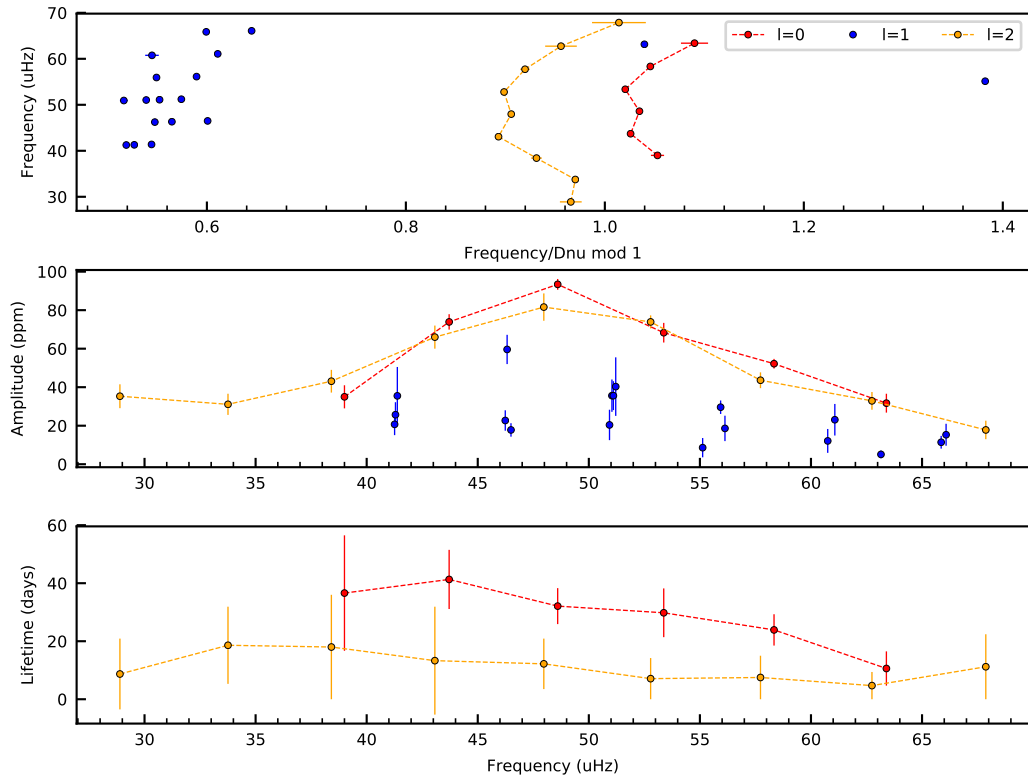 70
60
50
40
30
Frequency (uHz)
l=0 l=1 l=2
0.6 0.8 1.0 1.2 1.4
Frequency/Dnu mod 1
100
80
60
40
20
0
Amplitude (ppm)
30 35 40 45 50 55 60 65
60
40
20
0
Lifetime (days)
30 35 40 45 50 55 60 65
Frequency (uHz)